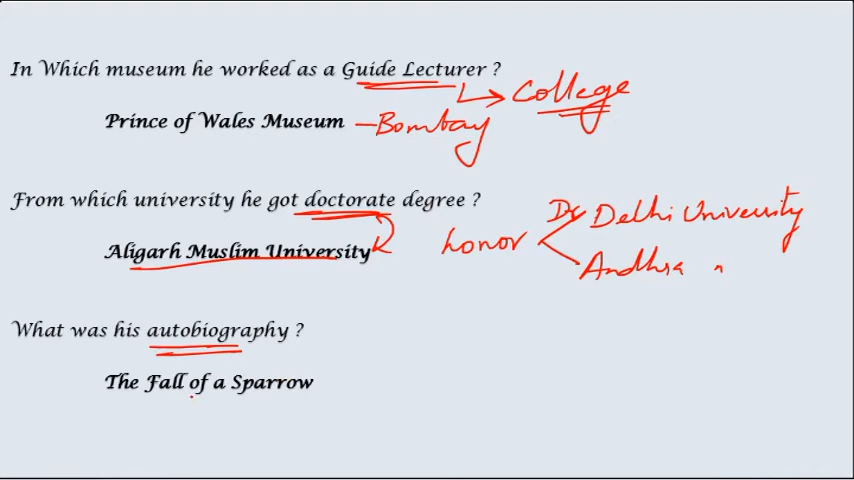 In Which museum he worked as a Guide Lecturer ?
College
Prince of Wales Museum
—Bombay
From which university he got doctorate degree ?
Dr Delhi University
Aligarh Muslim University
honor
Andhra "
What was his autobiography ?
The Fall of a Sparrow